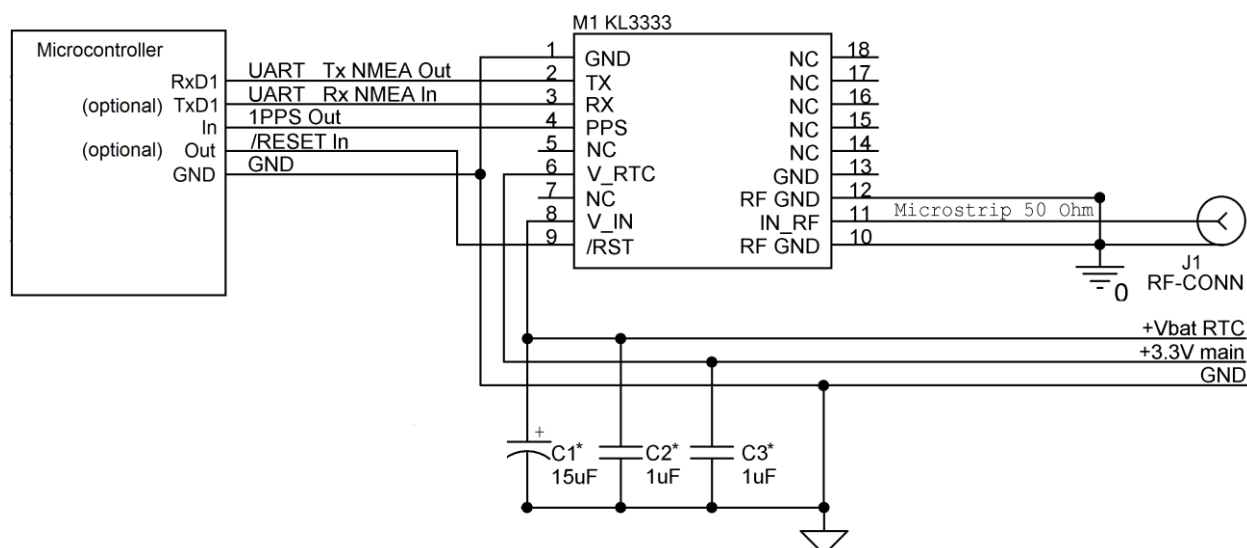 M1 KL3333
Microcontroller
RxD1
(optional) TxD1
In
(optional) Out
GND
UART Tx NMEA Out
UART Rx NMEA In
1PPS Out
/RESET In
GND
1 GND
2 TX
3 RX
4 PPS
5 NC
6 V_RTC
7 NC
8 V_IN
9 /RST
NC 18
NC 17
NC 16
NC 15
NC 14
GND 13
RF GND 12
IN_RF 11
RF GND 10
Microstrip 50 Ohm
0
J1
RF-CONN
+Vbat RTC
+3.3V main
GND
+
C1*
15uF
C2*
1uF
C3*
1uF